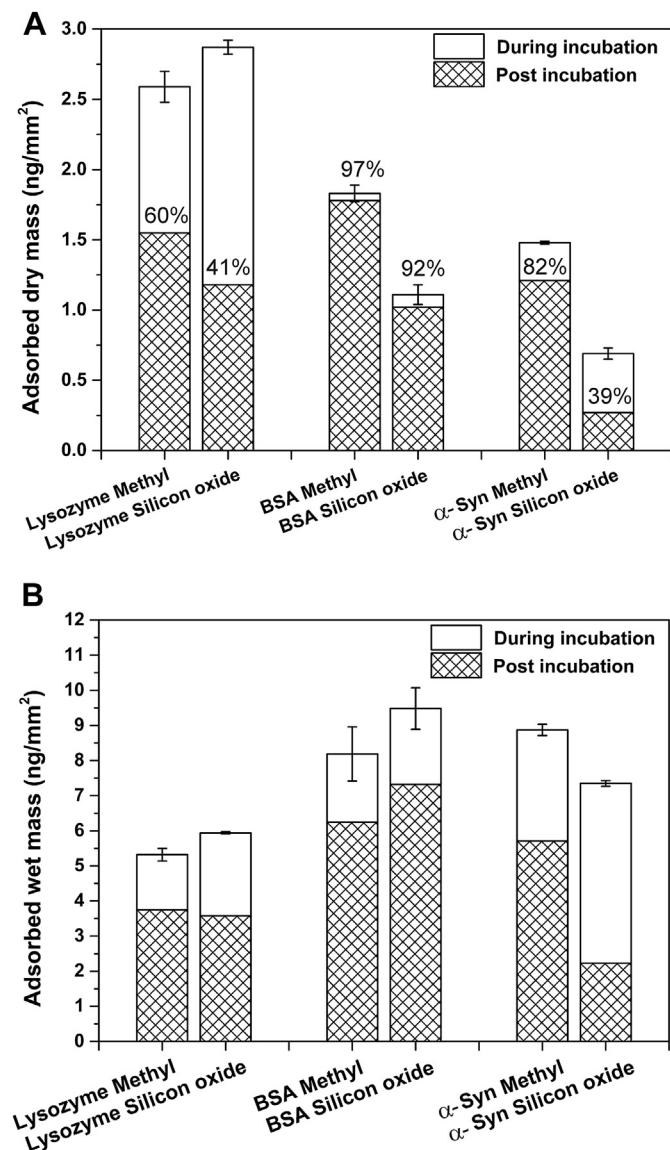 A
Adsorbed dry mass (ng/mm²)
3.0
2.5
2.0
1.5
1.0
0.5
0.0
During incubation
Post incubation
60%
41%
97%
92%
82%
39%
Lysozyme Methyl
Lysozyme Silicon oxide
BSA Methyl
BSA Silicon oxide
α- Syn Methyl
α- Syn Silicon oxide
B
Adsorbed wet mass (ng/mm²)
12
11
10
9
8
7
6
5
4
3
2
1
0
During incubation
Post incubation
Lysozyme Methyl
Lysozyme Silicon oxide
BSA Methyl
BSA Silicon oxide
α- Syn Methyl
α- Syn Silicon oxide